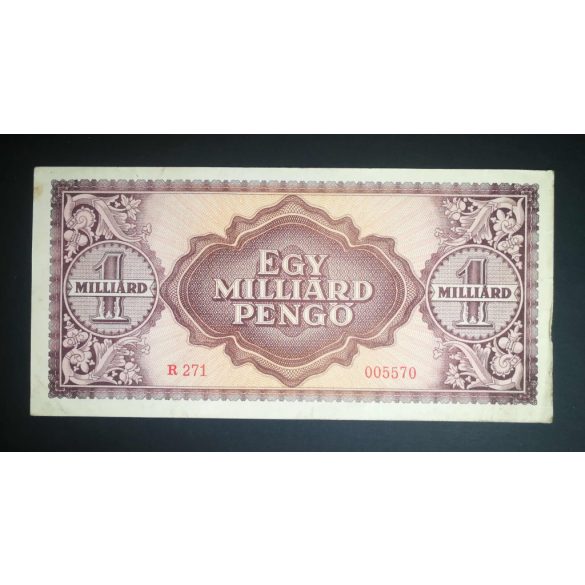 EGY
MILLIÁRD
PENGŐ
1
MILLIÁRD
1
MILLIÁRD
R 271
005570